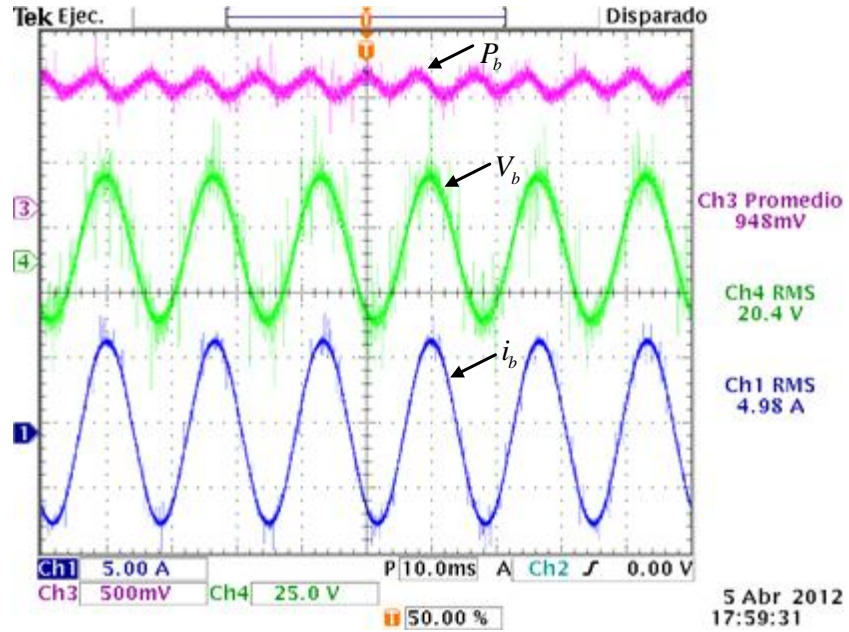 Tek Ejec. Disparado
T
P_b
V_b
3
Ch3 Promedio
948mV
4
Ch4 RMS
20.4 V
i_b
Ch1 RMS
4.98 A
1
Ch1 5.00 A P 10.0ms A Ch2 0.00 V
Ch3 500mV Ch4 25.0 V
5 Abr 2012
T 50.00 % 17:59:31